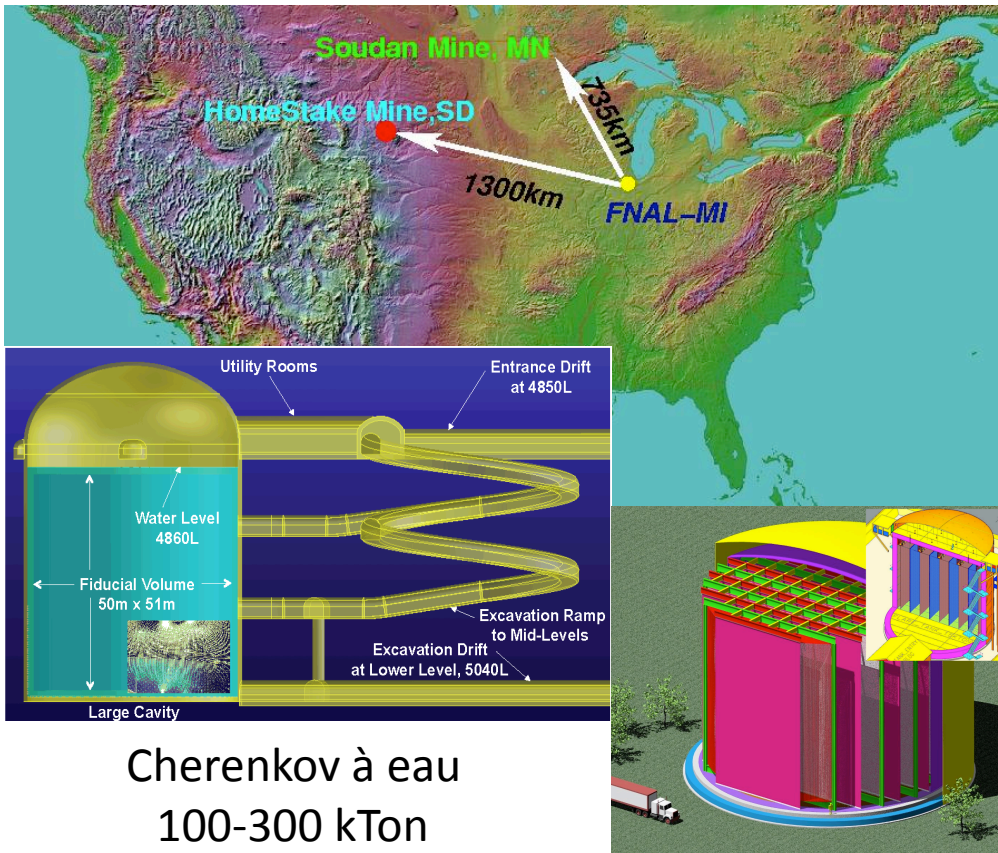 Soudan Mine, MN
HomeStake Mine,SD
735km
1300km
FNAL–MI
Utility Rooms
Entrance Drift
at 4850L
Water Level
4860L
Fiducial Volume
50m x 51m
Excavation Ramp
to Mid-Levels
Excavation Drift
at Lower Level, 5040L
Large Cavity
Cherenkov à eau
100-300 kTon